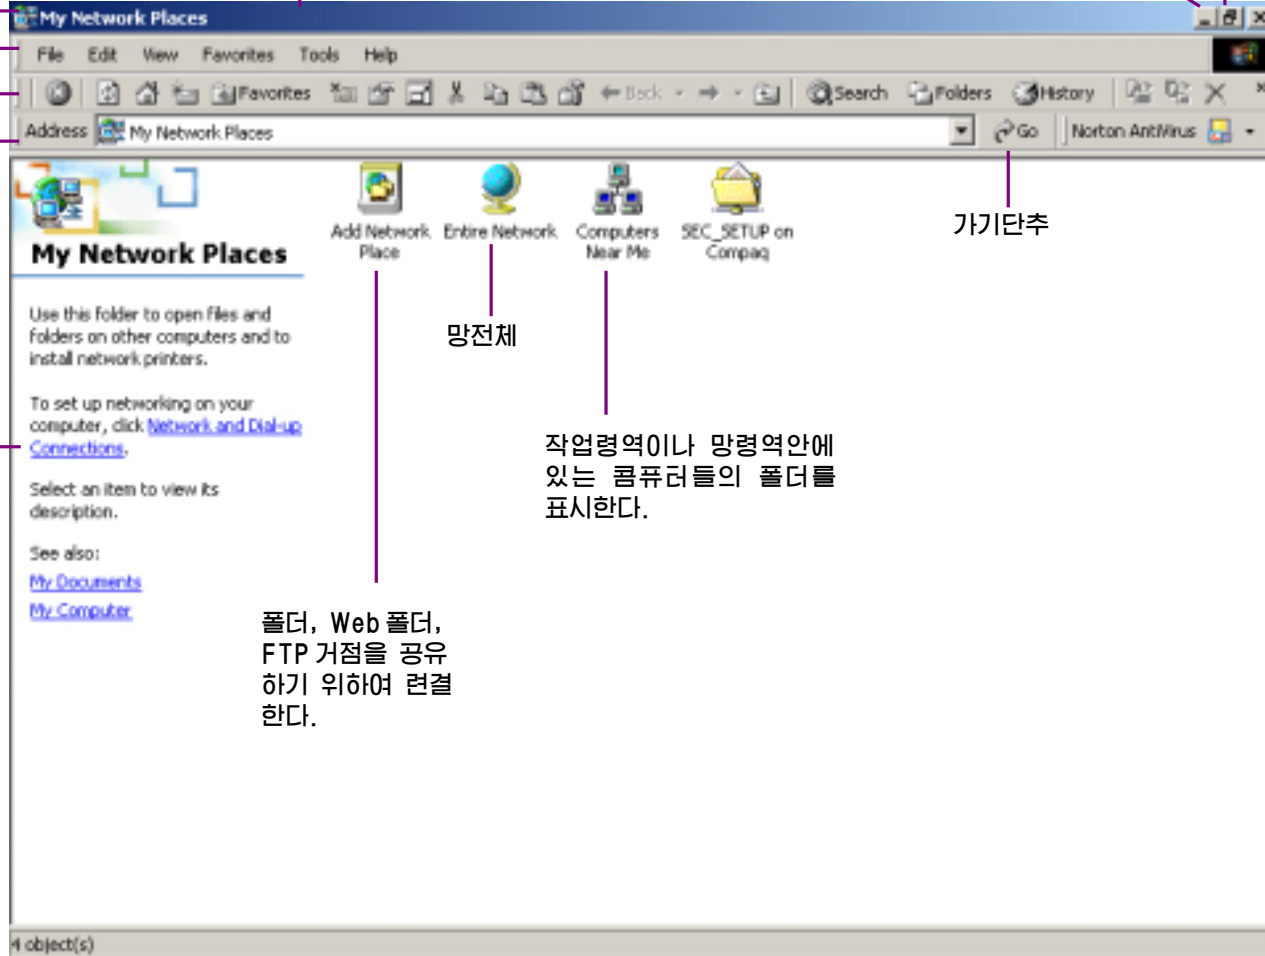 My Network Places
File Edit View Favorites Tools Help
Favorites Back Search Folders History
Address My Network Places Go Norton AntiVirus
가기단추
Add Network Place
Entire Network
Computers Near Me
SEC_SETUP on Compaq
My Network Places
망전체
Use this folder to open files and
folders on other computers and to
install network printers.
To set up networking on your
computer, click Network and Dial-up
Connections.
Select an item to view its
description.
See also:
My Documents
My Computer
작업령역이나 망령역안에
있는 콤퓨터들의 폴더를
표시한다.
폴더, Web 폴더,
FTP 거점을 공유
하기 위하여 련결
한다.
4 object(s)